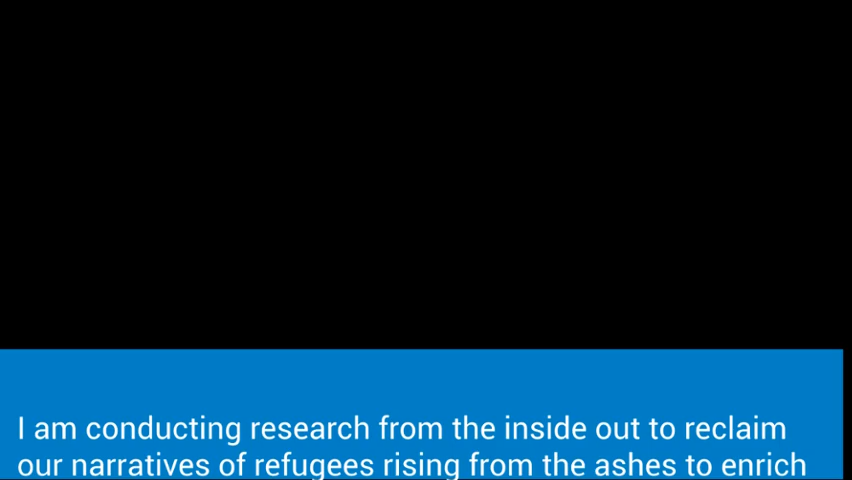 I am conducting research from the inside out to reclaim
our narratives of refugees rising from the ashes to enrich